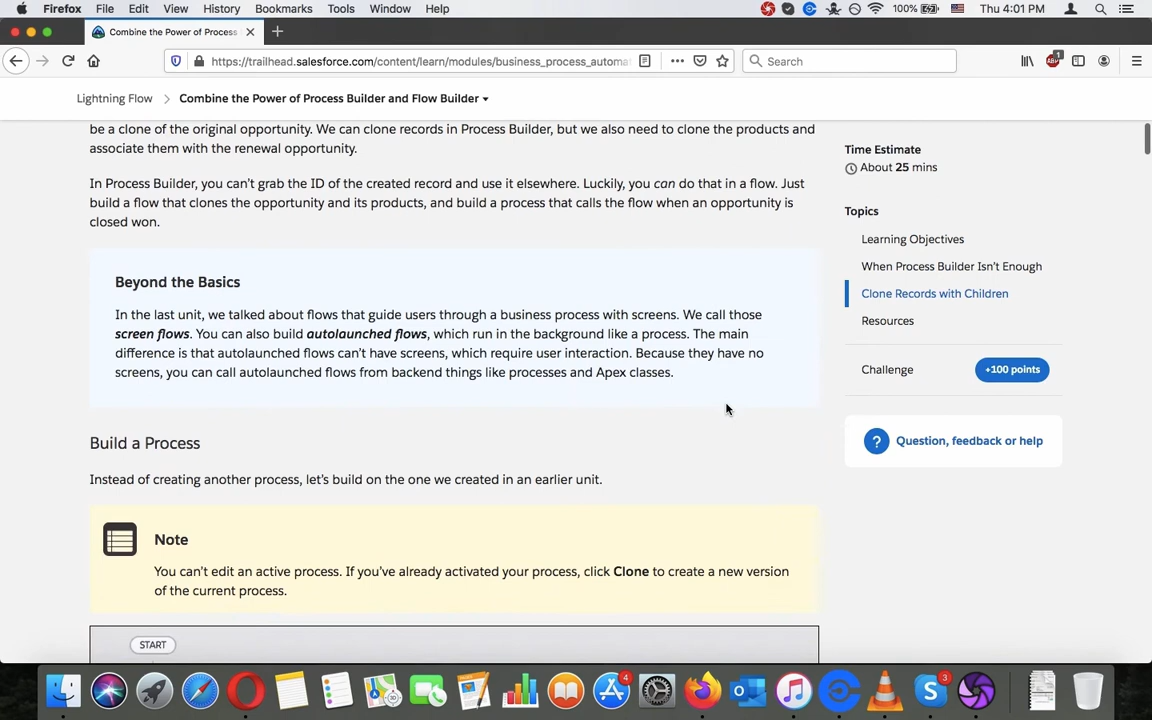 Firefox File Edit View History Bookmarks Tools Window Help 100% Thu 4:01 PM
Combine the Power of Process
https://trailhead.salesforce.com/content/learn/modules/business_process_automa
Search
ABP 1
Lightning Flow > Combine the Power of Process Builder and Flow Builder
be a clone of the original opportunity. We can clone records in Process Builder, but we also need to clone the products and
associate them with the renewal opportunity.
In Process Builder, you can’t grab the ID of the created record and use it elsewhere. Luckily, you can do that in a flow. Just
build a flow that clones the opportunity and its products, and build a process that calls the flow when an opportunity is
closed won.
Beyond the Basics
In the last unit, we talked about flows that guide users through a business process with screens. We call those
screen flows. You can also build autolaunched flows, which run in the background like a process. The main
difference is that autolaunched flows can’t have screens, which require user interaction. Because they have no
screens, you can call autolaunched flows from backend things like processes and Apex classes.
Build a Process
Instead of creating another process, let’s build on the one we created in an earlier unit.
Note
You can’t edit an active process. If you’ve already activated your process, click Clone to create a new version
of the current process.
START
Time Estimate
About 25 mins
Topics
Learning Objectives
When Process Builder Isn’t Enough
Clone Records with Children
Resources
Challenge +100 points
? Question, feedback or help
4
3